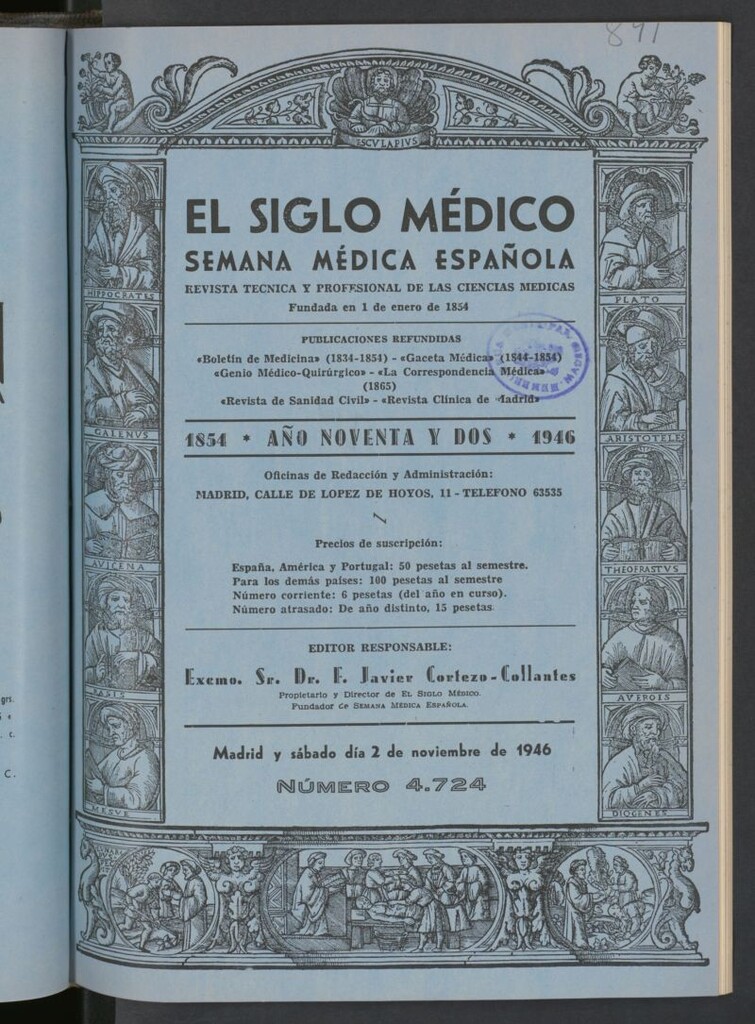 891
ESCVLAPIVS
EL SIGLO MÉDICO
SEMANA MÉDICA ESPAÑOLA
REVISTA TECNICA Y PROFESIONAL DE LAS CIENCIAS MEDICAS
Fundada en 1 de enero de 1854
PUBLICACIONES REFUNDIDAS
«Boletín de Medicina» (1834-1854) - «Gaceta Médica» (1844-1854)
«Genio Médico-Quirúrgico» - «La Correspondencia Médica»
(1865)
«Revista de Sanidad Civil» - «Revista Clínica de Madrid»
1854 * AÑO NOVENTA Y DOS * 1946
Oficinas de Redacción y Administración:
MADRID, CALLE DE LOPEZ DE HOYOS, 11 - TELEFONO 63535
Precios de suscripción:
España, América y Portugal: 50 pesetas al semestre.
Para los demás países: 100 pesetas al semestre
Número corriente: 6 pesetas (del año en curso).
Número atrasado: De año distinto, 15 pesetas.
EDITOR RESPONSABLE:
Excmo. Sr. Dr. F. Javier Cortezo-Collantes
Propietario y Director de EL SIGLO MÉDICO.
Fundador de SEMANA MÉDICA ESPAÑOLA.
Madrid y sábado día 2 de noviembre de 1946
NÚMERO 4.724
HIPPOCRATES
GALENVS
AVICENA
RASIS
MESVE
PLATO
ARISTOTELES
THEOFRASTVS
AVEROIS
DIOGENES
grs.
c.
C.